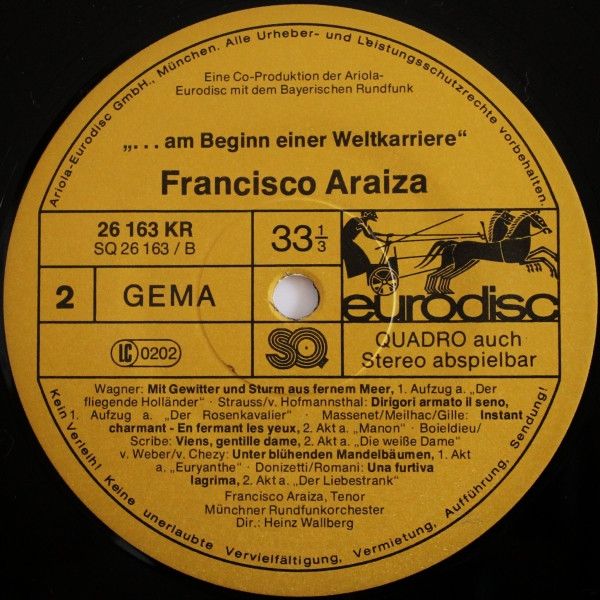 Ariola-Eurodisc GmbH., München. Alle Urheber- und Leistungsschutzrechte vorbehalten.
Eine Co-Produktion der Ariola-
Eurodisc mit dem Bayerischen Rundfunk
„... am Beginn einer Weltkarriere“
Francisco Araiza
26 163 KR
SQ 26 163 / B
33 1/3
2
GEMA
eurodisc
LC 0202
SQ
QUADRO auch
Stereo abspielbar
Wagner: Mit Gewitter und Sturm aus fernem Meer, 1. Aufzug a. „Der
fliegende Holländer“ · Strauss/v. Hofmannsthal: Dirigori armato il seno,
1. Aufzug a. „Der Rosenkavalier“ · Massenet/Meilhac/Gille: Instant
charmant - En fermant les yeux, 2. Akt a. „Manon“ · Boieldieu/
Scribe: Viens, gentille dame, 2. Akt a. „Die weiße Dame“
v. Weber/v. Chezy: Unter blühenden Mandelbäumen, 1. Akt
a. „Euryanthe“ · Donizetti/Romani: Una furtiva
lagrima, 2. Akt a. „Der Liebestrank“
Francisco Araiza, Tenor
Münchner Rundfunkorchester
Dir.: Heinz Wallberg
Kein Verleih! Keine unerlaubte Vervielfältigung, Vermietung, Aufführung, Sendung!